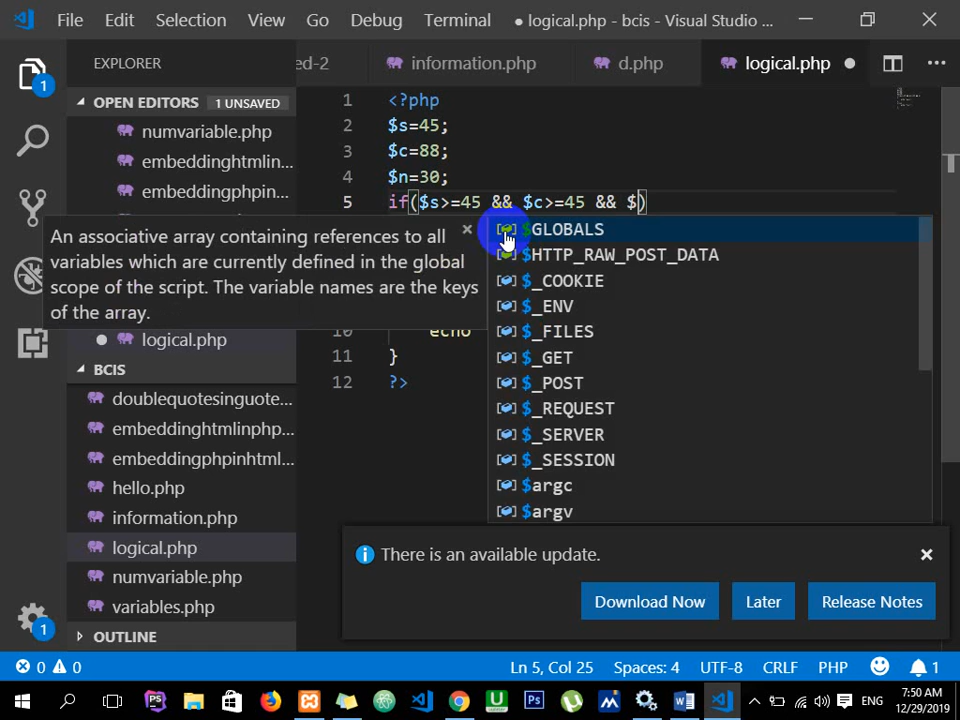 File Edit Selection View Go Debug Terminal ● logical.php - bcis - Visual Studio ...
EXPLORER
ed-2 information.php d.php logical.php
OPEN EDITORS 1 UNSAVED
numvariable.php
embeddinghtmlin...
embeddingphpin...
logical.php
BCIS
doublequotesinguote...
embeddinghtmlinphp...
embeddingphpinhtml...
hello.php
information.php
logical.php
numvariable.php
variables.php
OUTLINE
1 <?php
2 $s=45;
3 $c=88;
4 $n=30;
5 if($s>=45 && $c>=45 && $)
10 echo
11 }
12 ?>
An associative array containing references to all
variables which are currently defined in the global
scope of the script. The variable names are the keys
of the array.
$GLOBALS
$HTTP_RAW_POST_DATA
$_COOKIE
$_ENV
$_FILES
$_GET
$_POST
$_REQUEST
$_SERVER
$_SESSION
$argc
$argv
There is an available update.
Download Now Later Release Notes
1
1
0 0 Ln 5, Col 25 Spaces: 4 UTF-8 CRLF PHP 1
ENG 7:50 AM
12/29/2019